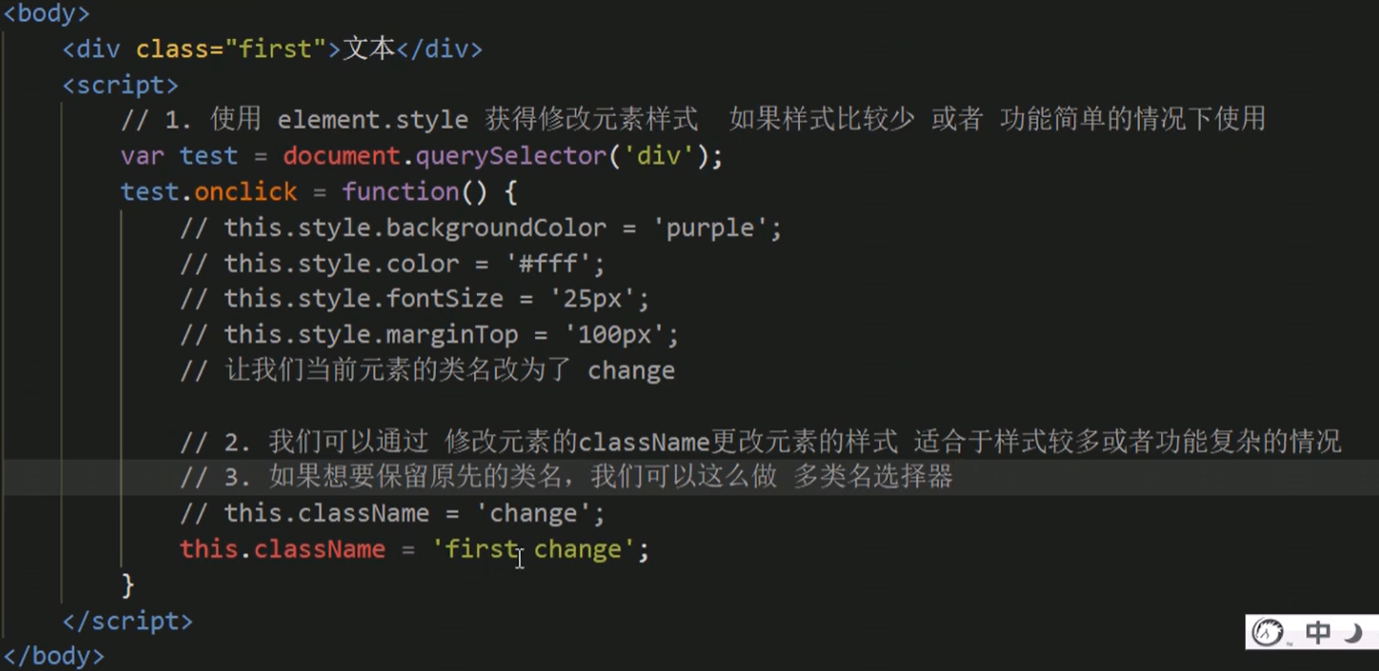 <body>
<div class="first">文本</div>
<script>
// 1. 使用 element.style 获得修改元素样式 如果样式比较少 或者 功能简单的情况下使用
var test = document.querySelector('div');
test.onclick = function() {
// this.style.backgroundColor = 'purple';
// this.style.color = '#fff';
// this.style.fontSize = '25px';
// this.style.marginTop = '100px';
// 让我们当前元素的类名改为了 change
// 2. 我们可以通过 修改元素的className更改元素的样式 适合于样式较多或者功能复杂的情况
// 3. 如果想要保留原先的类名，我们可以这么做 多类名选择器
// this.className = 'change';
this.className = 'first change';
}
</script>
</body>
中